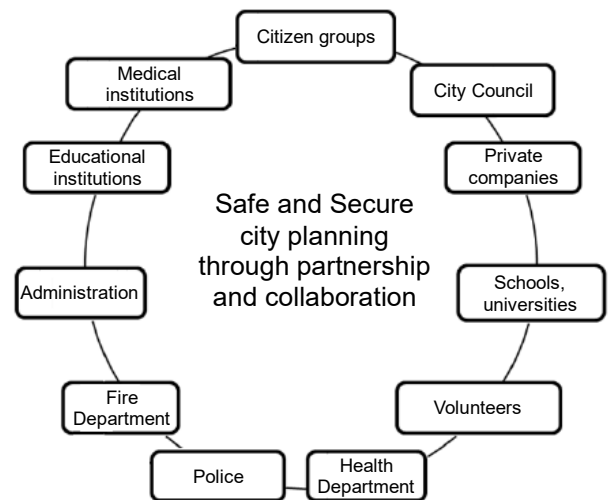 Citizen groups
City Council
Private
companies
Schools,
universities
Volunteers
Health
Department
Police
Fire
Department
Administration
Educational
institutions
Medical
institutions
Safe and Secure
city planning
through partnership
and collaboration